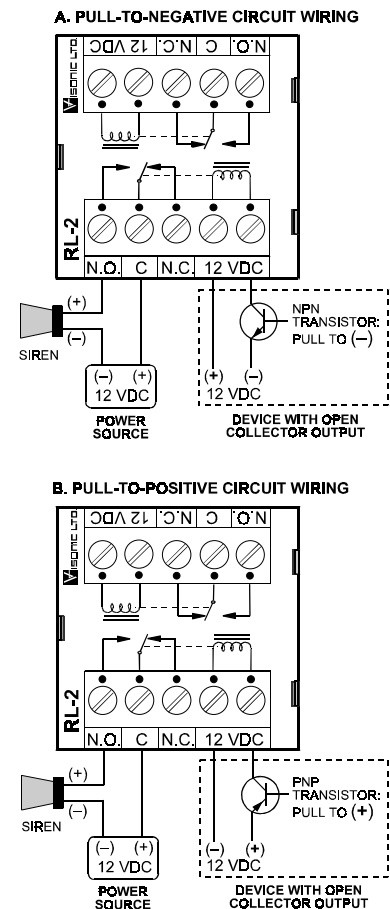 A. PULL-TO-NEGATIVE CIRCUIT WIRING
12 VDC N.C. C N.O.
VISONIC LTD.
RL-2
N.O. C N.C. 12 VDC
(+)
(–)
SIREN
(–) (+)
12 VDC
POWER
SOURCE
NPN
TRANSISTOR:
PULL TO (–)
(+) (–)
12 VDC
DEVICE WITH OPEN
COLLECTOR OUTPUT
B. PULL-TO-POSITIVE CIRCUIT WIRING
12 VDC N.C. C N.O.
VISONIC LTD.
RL-2
N.O. C N.C. 12 VDC
(+)
(–)
SIREN
(–) (+)
12 VDC
POWER
SOURCE
PNP
TRANSISTOR:
PULL TO (+)
(–) (+)
12 VDC
DEVICE WITH OPEN
COLLECTOR OUTPUT